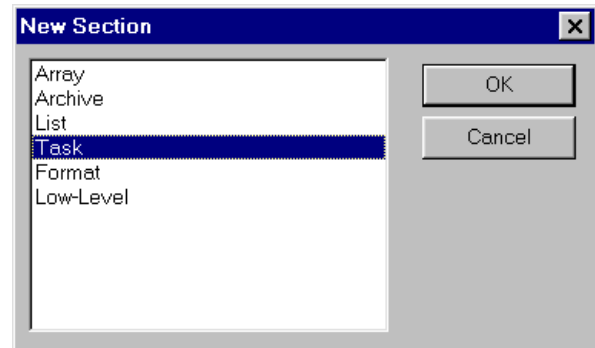 New Section
Array
Archive
List
Task
Format
Low-Level
OK
Cancel